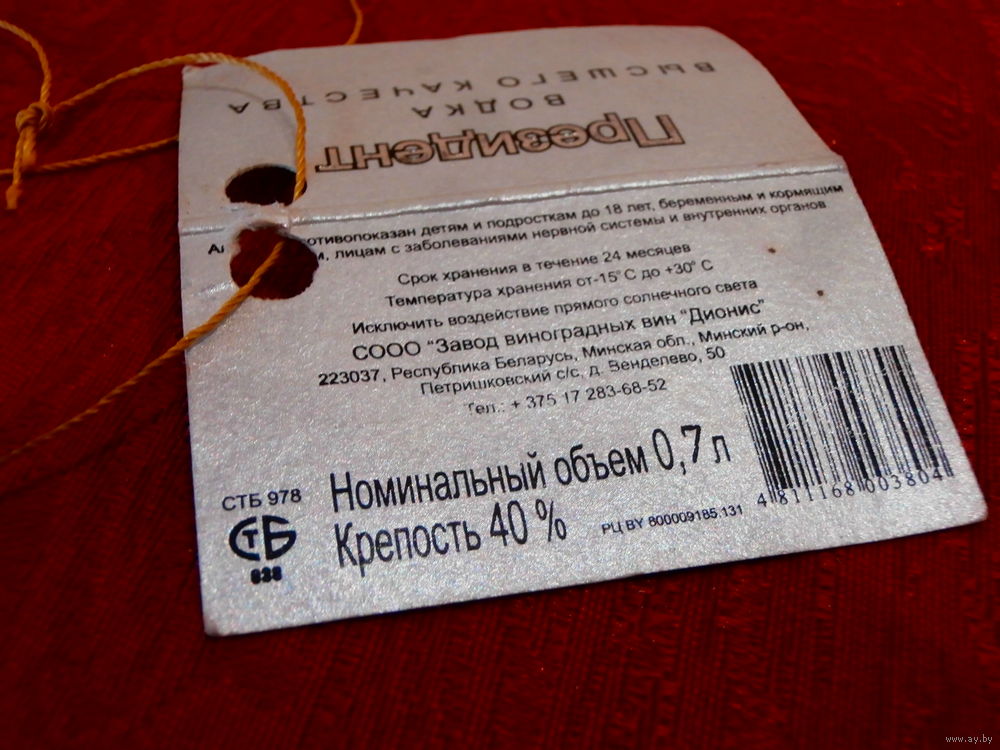 Президент
ВОДКА
ВЫСШЕГО КАЧЕСТВА
противопоказан детям и подросткам до 18 лет, беременным и кормящим
лицам с заболеваниями нервной системы и внутренних органов
Срок хранения в течение 24 месяцев
Температура хранения от-15°С до +30°С
Исключить воздействие прямого солнечного света
СООО "Завод виноградных вин "Дионис"
223037, Республика Беларусь, Минская обл., Минский р-он,
Петришковский с/с, д. Венделево, 50
Тел.: + 375 17 283-68-52
Номинальный объем 0,7 л
Крепость 40 %
СТБ 978
СТБ
838
РЦ BY 800009185.131
4 811168 003804
www.ay.by